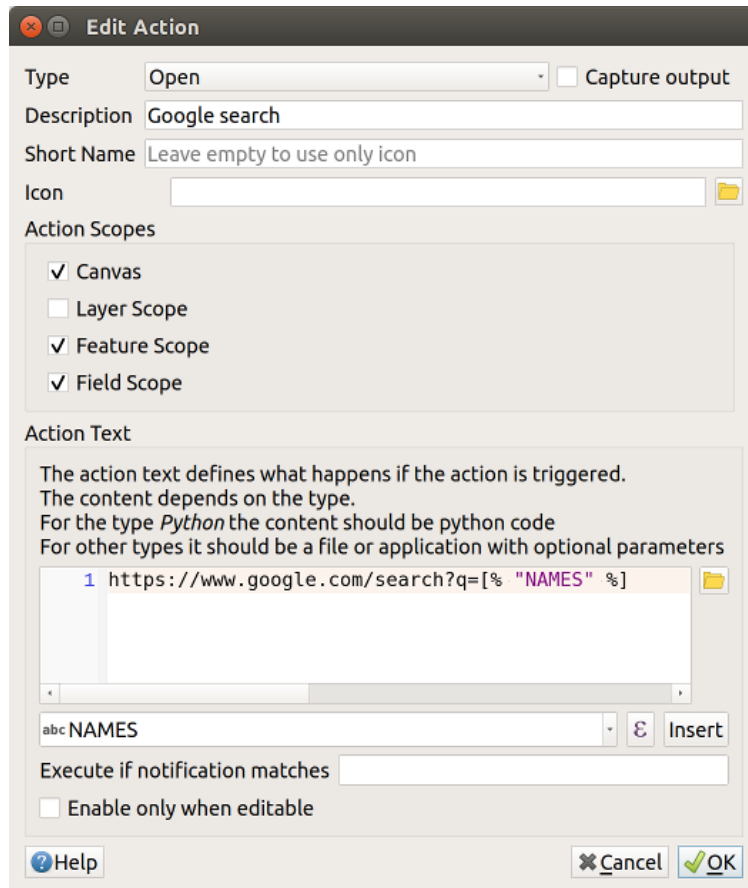 Edit Action
Type Open Capture output
Description Google search
Short Name Leave empty to use only icon
Icon
Action Scopes
Canvas
Layer Scope
Feature Scope
Field Scope
Action Text
The action text defines what happens if the action is triggered.
The content depends on the type.
For the type Python the content should be python code
For other types it should be a file or application with optional parameters
1 https://www.google.com/search?q=[% "NAMES" %]
abc NAMES ε Insert
Execute if notification matches
Enable only when editable
?Help Cancel OK